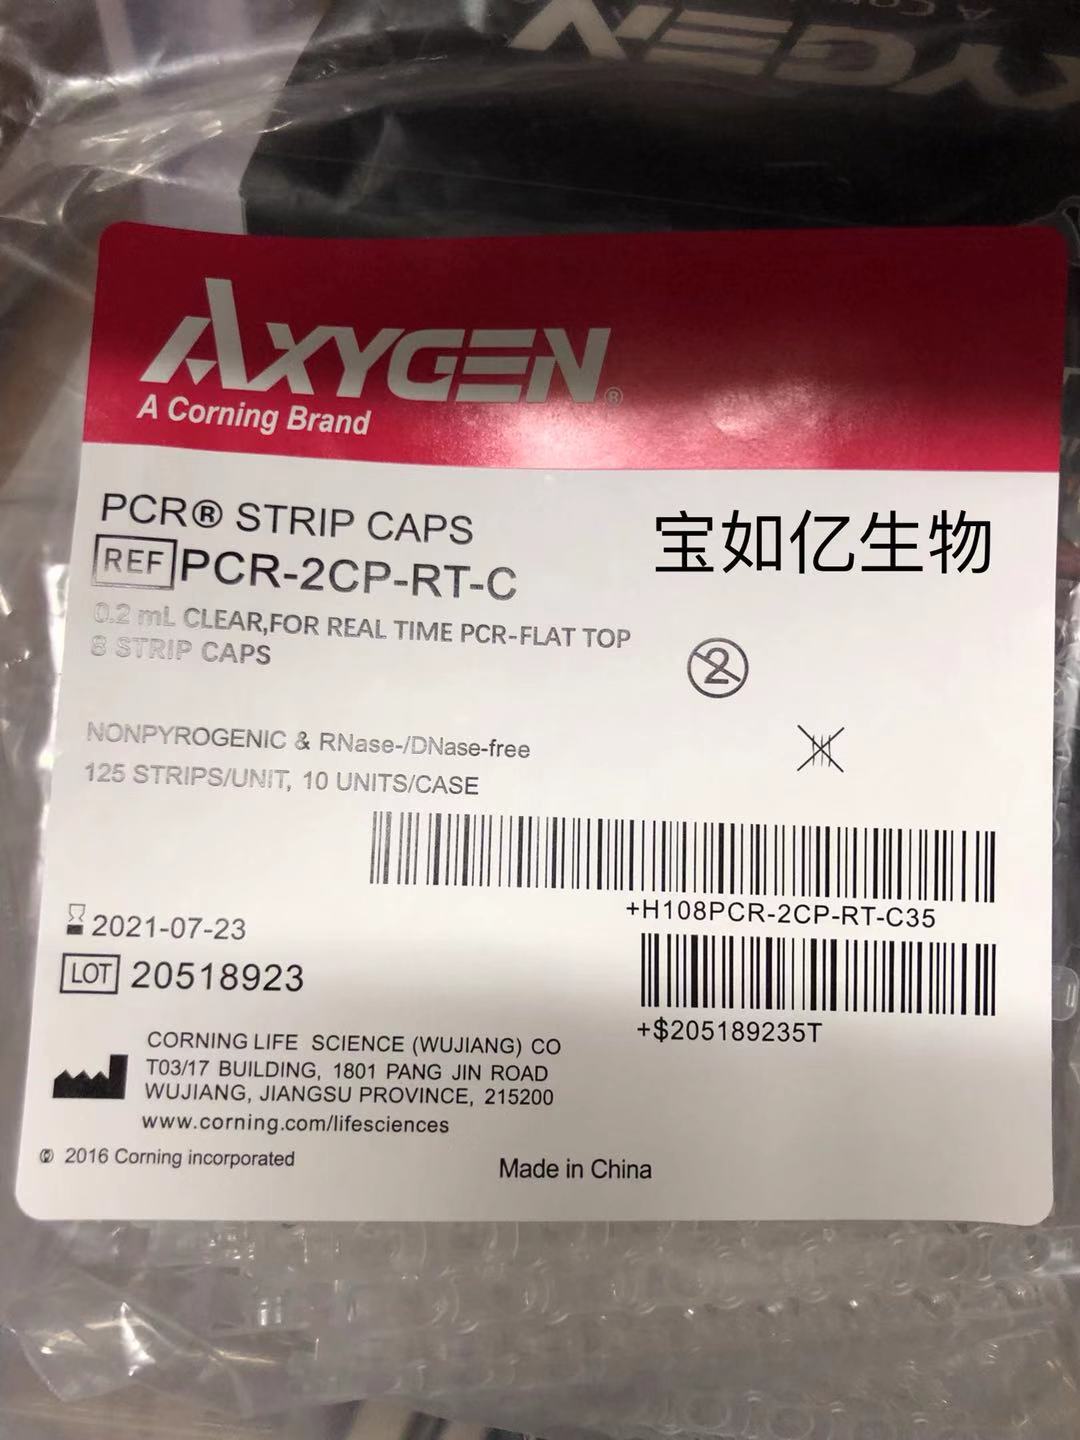 AXYGEN
AXYGEN®
A Corning Brand
PCR® STRIP CAPS
宝如亿生物
REF PCR-2CP-RT-C
0.2 mL CLEAR,FOR REAL TIME PCR-FLAT TOP
8 STRIP CAPS
2
NONPYROGENIC & RNase-/DNase-free
125 STRIPS/UNIT, 10 UNITS/CASE
+H108PCR-2CP-RT-C35
2021-07-23
LOT 20518923
+$205189235T
CORNING LIFE SCIENCE (WUJIANG) CO
T03/17 BUILDING, 1801 PANG JIN ROAD
WUJIANG, JIANGSU PROVINCE, 215200
www.corning.com/lifesciences
© 2016 Corning incorporated
Made in China